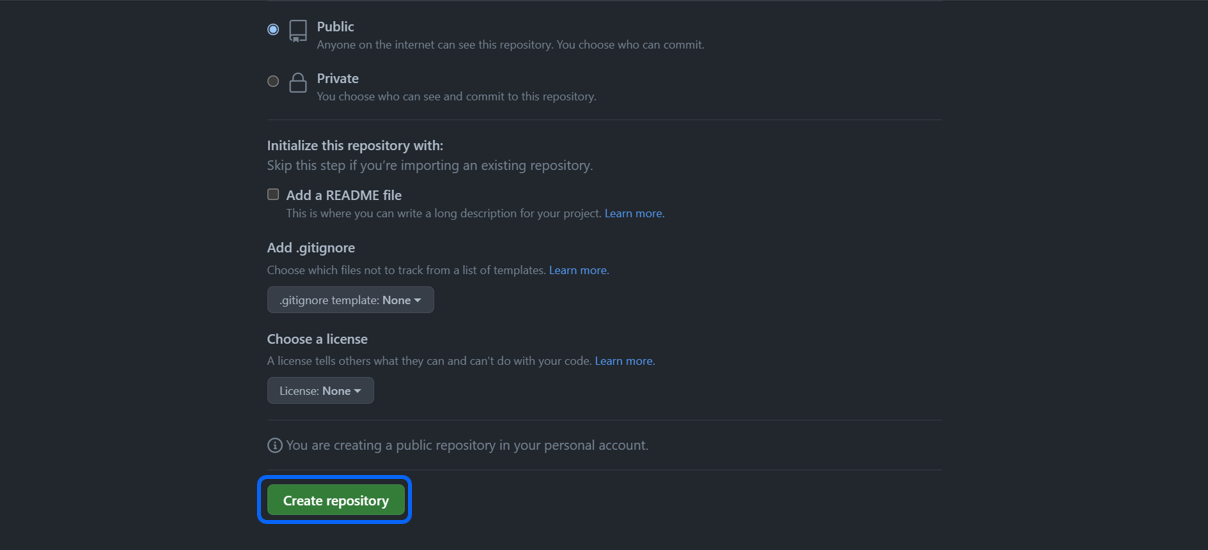 Public
Anyone on the internet can see this repository. You choose who can commit.
Private
You choose who can see and commit to this repository.
Initialize this repository with:
Skip this step if you’re importing an existing repository.
Add a README file
This is where you can write a long description for your project. Learn more.
Add .gitignore
Choose which files not to track from a list of templates. Learn more.
.gitignore template: None
Choose a license
A license tells others what they can and can't do with your code. Learn more.
License: None
You are creating a public repository in your personal account.
Create repository